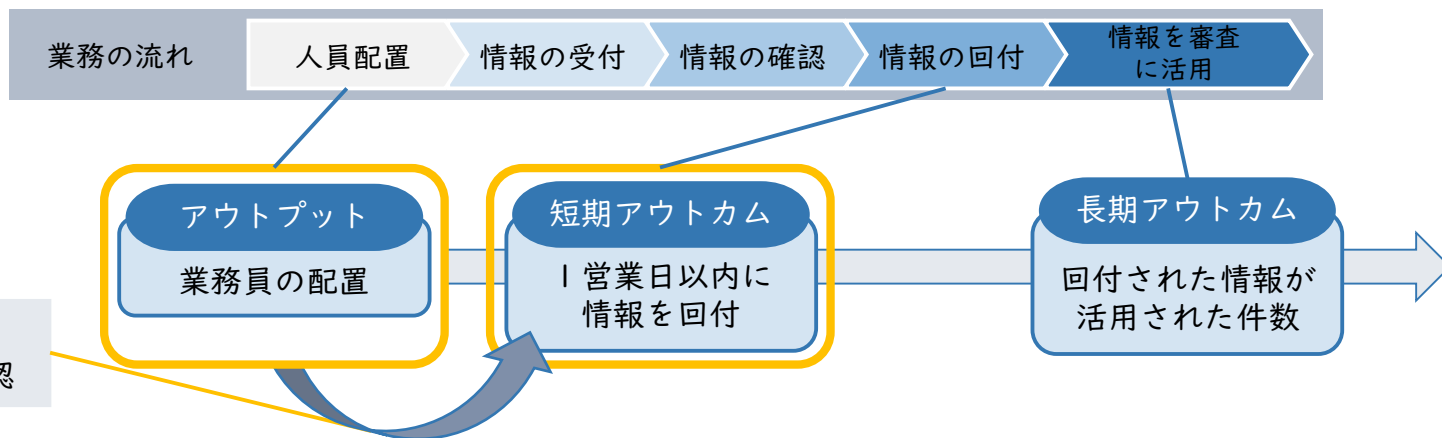 業務の流れ
人員配置
情報の受付
情報の確認
情報の回付
情報を審査
に活用
アウトプット
業務員の配置
短期アウトカム
1営業日以内に
情報を回付
長期アウトカム
回付された情報が
活用された件数
認